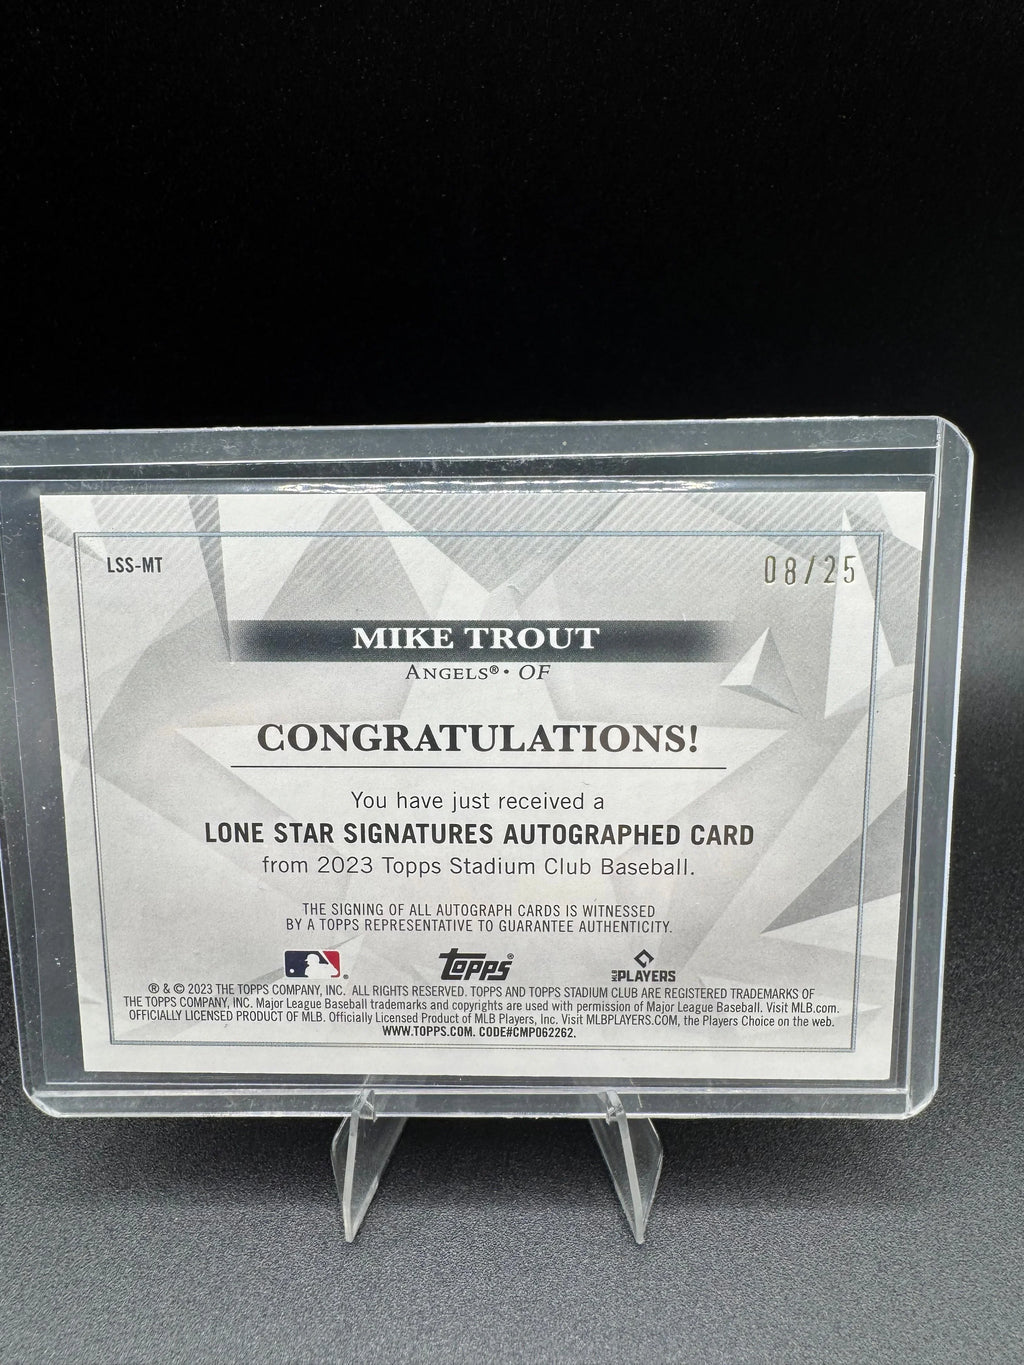 LSS-MT
08/25
MIKE TROUT
ANGELS® • OF
CONGRATULATIONS!
You have just received a
LONE STAR SIGNATURES AUTOGRAPHED CARD
from 2023 Topps Stadium Club Baseball.
THE SIGNING OF ALL AUTOGRAPH CARDS IS WITNESSED
BY A TOPPS REPRESENTATIVE TO GUARANTEE AUTHENTICITY.
® topps® MLB PLAYERS
® & © 2023 THE TOPPS COMPANY, INC. ALL RIGHTS RESERVED. TOPPS AND TOPPS STADIUM CLUB ARE REGISTERED TRADEMARKS OF
THE TOPPS COMPANY, INC. Major League Baseball trademarks and copyrights are used with permission of Major League Baseball. Visit MLB.com.
OFFICIALLY LICENSED PRODUCT OF MLB. Officially Licensed Product of MLB Players, Inc. Visit MLBPLAYERS.COM, the Players Choice on the web.
WWW.TOPPS.COM. CODE#CMP062262.